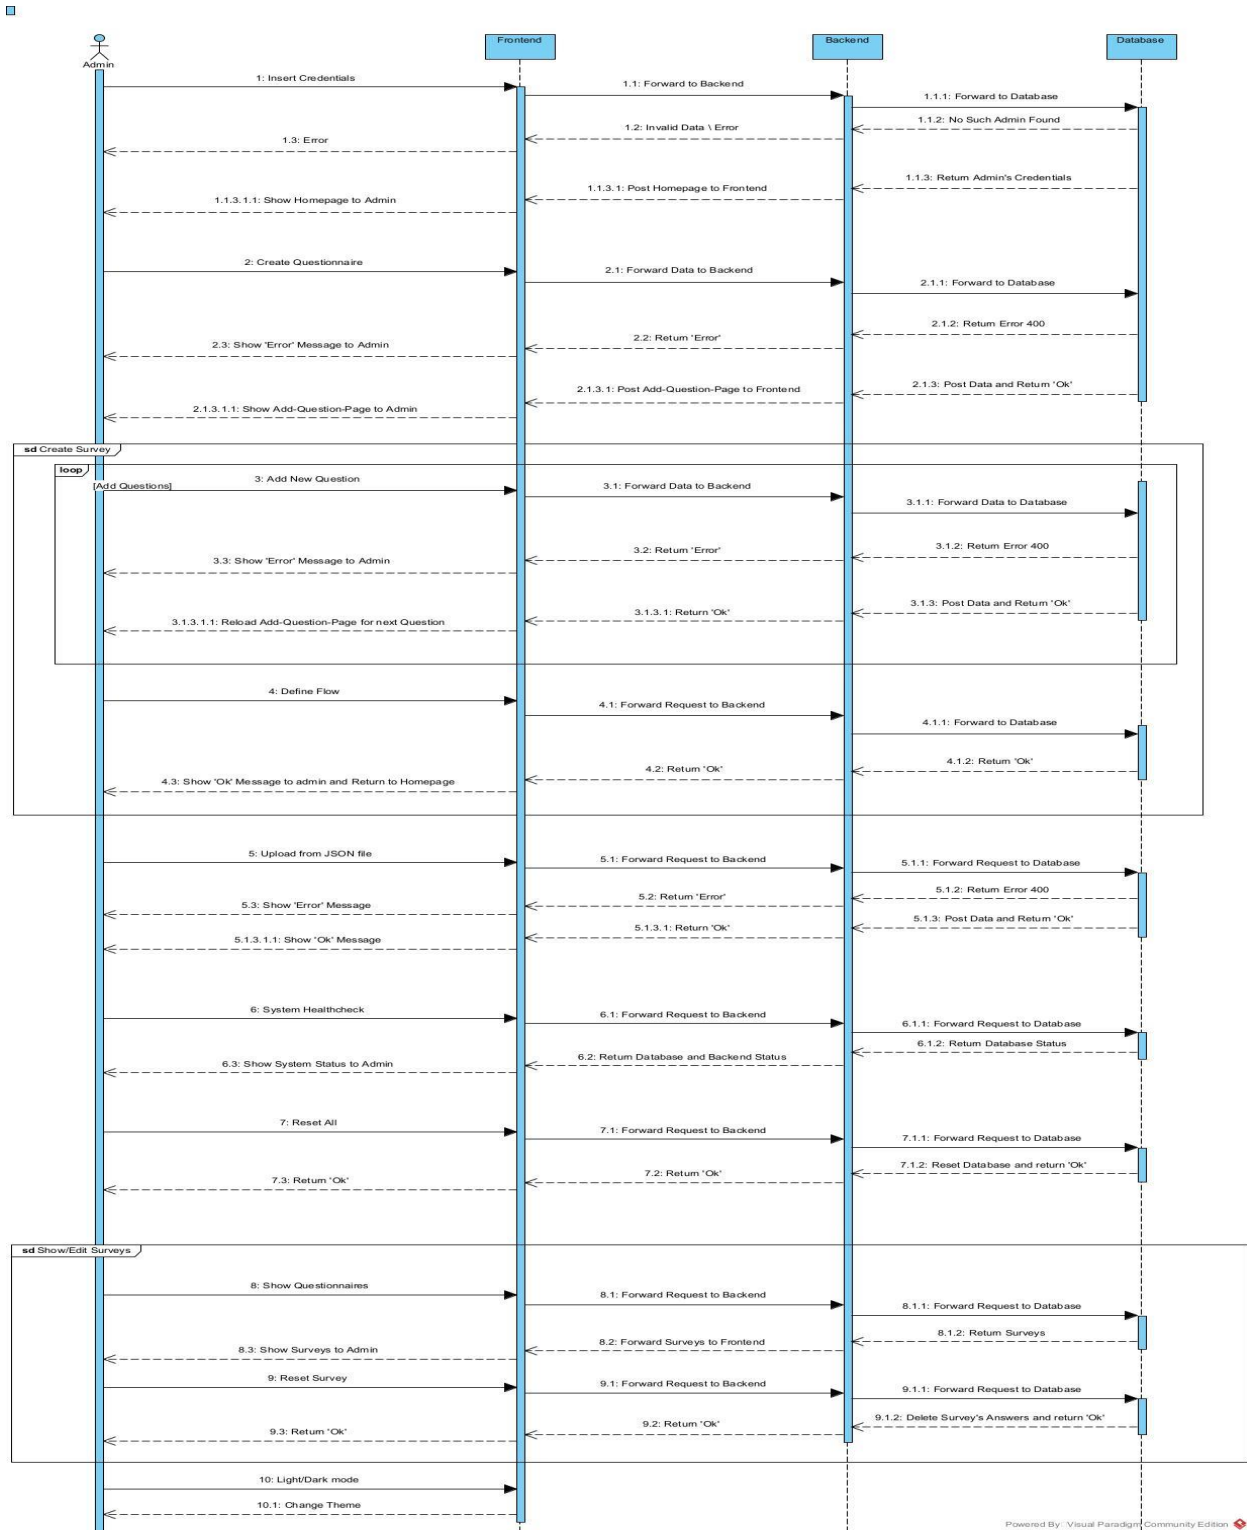 Admin
Frontend
Backend
Database
1: Insert Credentials
1.1: Forward to Backend
1.1.1: Forward to Database
1.1.2: No Such Admin Found
1.2: Invalid Data \ Error
1.3: Error
1.1.3: Return Admin's Credentials
1.1.3.1: Post Homepage to Frontend
1.1.3.1.1: Show Homepage to Admin
2: Create Questionnaire
2.1: Forward Data to Backend
2.1.1: Forward to Database
2.1.2: Return Error 400
2.2: Return 'Error'
2.3: Show 'Error' Message to Admin
2.1.3: Post Data and Return 'Ok'
2.1.3.1: Post Add-Question-Page to Frontend
2.1.3.1.1: Show Add-Question-Page to Admin
sd Create Survey
loop
[Add Questions]
3: Add New Question
3.1: Forward Data to Backend
3.1.1: Forward Data to Database
3.1.2: Return Error 400
3.2: Return 'Error'
3.3: Show 'Error' Message to Admin
3.1.3: Post Data and Return 'Ok'
3.1.3.1: Return 'Ok'
3.1.3.1.1: Reload Add-Question-Page for next Question
4: Define Flow
4.1: Forward Request to Backend
4.1.1: Forward to Database
4.1.2: Return 'Ok'
4.2: Return 'Ok'
4.3: Show 'Ok' Message to admin and Return to Homepage
5: Upload from JSON file
5.1: Forward Request to Backend
5.1.1: Forward Request to Database
5.1.2: Return Error 400
5.2: Return 'Error'
5.3: Show 'Error' Message
5.1.3: Post Data and Return 'Ok'
5.1.3.1: Return 'Ok'
5.1.3.1.1: Show 'Ok' Message
6: System Healthcheck
6.1: Forward Request to Backend
6.1.1: Forward Request to Database
6.1.2: Return Database Status
6.2: Return Database and Backend Status
6.3: Show System Status to Admin
7: Reset All
7.1: Forward Request to Backend
7.1.1: Forward Request to Database
7.1.2: Reset Database and return 'Ok'
7.2: Return 'Ok'
7.3: Return 'Ok'
sd Show/Edit Surveys
8: Show Questionnaires
8.1: Forward Request to Backend
8.1.1: Forward Request to Database
8.1.2: Return Surveys
8.2: Forward Surveys to Frontend
8.3: Show Surveys to Admin
9: Reset Survey
9.1: Forward Request to Backend
9.1.1: Forward Request to Database
9.1.2: Delete Survey's Answers and return 'Ok'
9.2: Return 'Ok'
9.3: Return 'Ok'
10: Light/Dark mode
10.1: Change Theme
Powered By: Visual Paradigm Community Edition